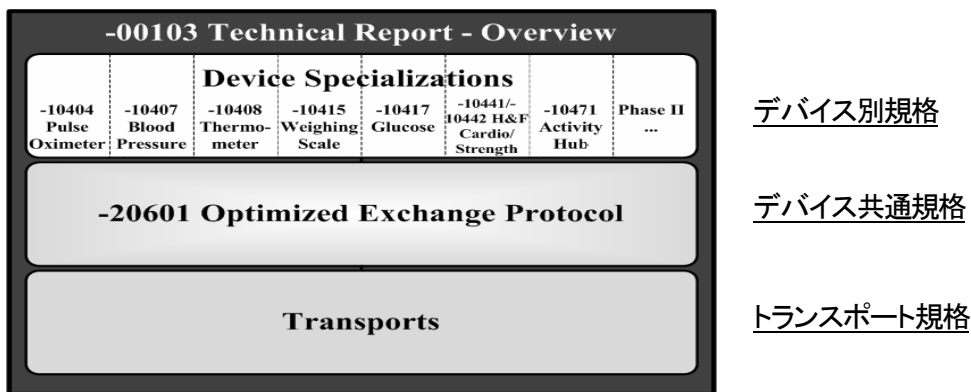 -00103 Technical Report - Overview
Device Specializations
-10404
Pulse
Oximeter
-10407
Blood
Pressure
-10408
Thermo-
meter
-10415
Weighing
Scale
-10417
Glucose
-10441/-
10442 H&F
Cardio/
Strength
-10471
Activity
Hub
Phase II
...
デバイス別規格
-20601 Optimized Exchange Protocol
デバイス共通規格
Transports
トランスポート規格